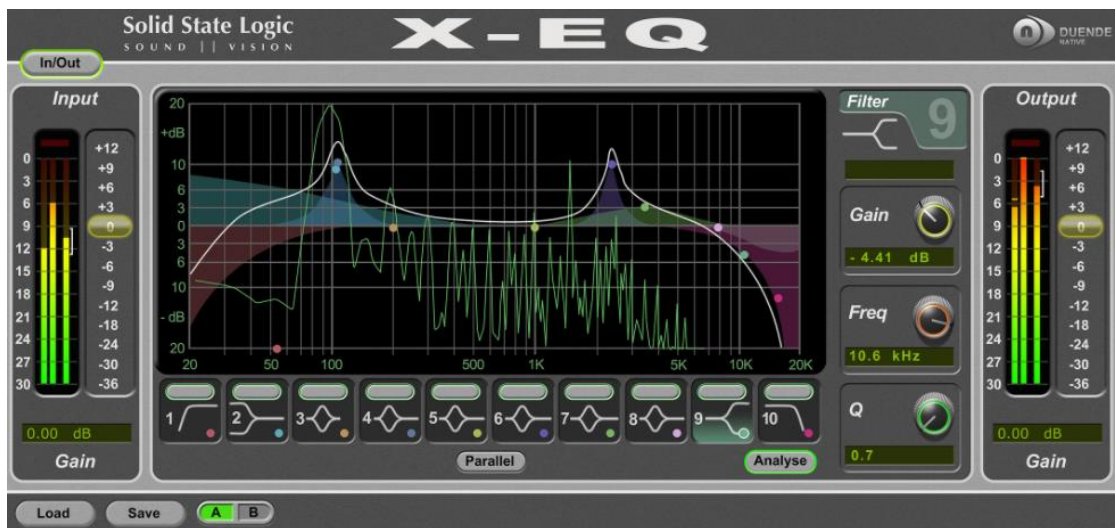 Solid State Logic
SOUND || VISION
X-EQ
n DUENDE
NATIVE
In/Out
Input
0
3
6
9
12
15
18
21
24
27
30
+12
+9
+6
+3
0
-3
-6
-9
-12
-18
-24
-30
-36
0.00 dB
Gain
20
+dB
10
6
3
0
3
6
10
- dB
20
20 50 100 500 1K 5K 10K 20K
1 2 3 4 5 6 7 8 9 10
Parallel
Analyse
Filter
9
Gain
- 4.41 dB
Freq
10.6 kHz
Q
0.7
Output
0
3
6
9
12
15
18
21
24
27
30
+12
+9
+6
+3
0
-3
-6
-9
-12
-18
-24
-30
-36
0.00 dB
Gain
Load Save A B